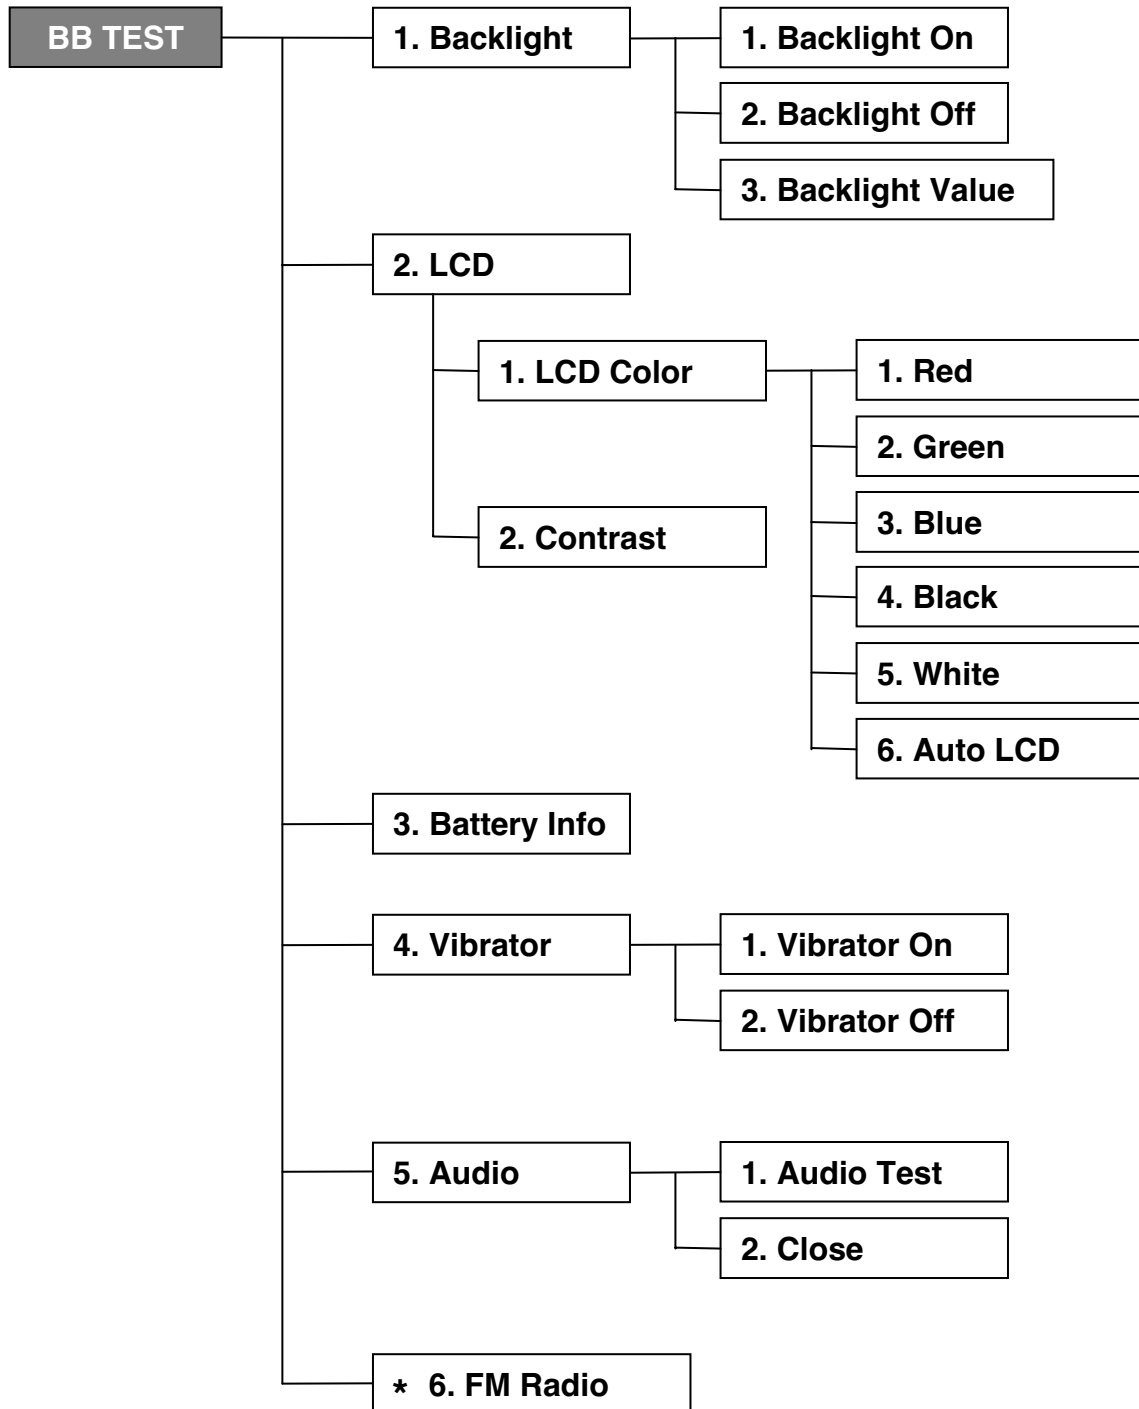 BB TEST
1. Backlight
1. Backlight On
2. Backlight Off
3. Backlight Value
2. LCD
1. LCD Color
1. Red
2. Green
3. Blue
4. Black
5. White
6. Auto LCD
2. Contrast
3. Battery Info
4. Vibrator
1. Vibrator On
2. Vibrator Off
5. Audio
1. Audio Test
2. Close
* 6. FM Radio